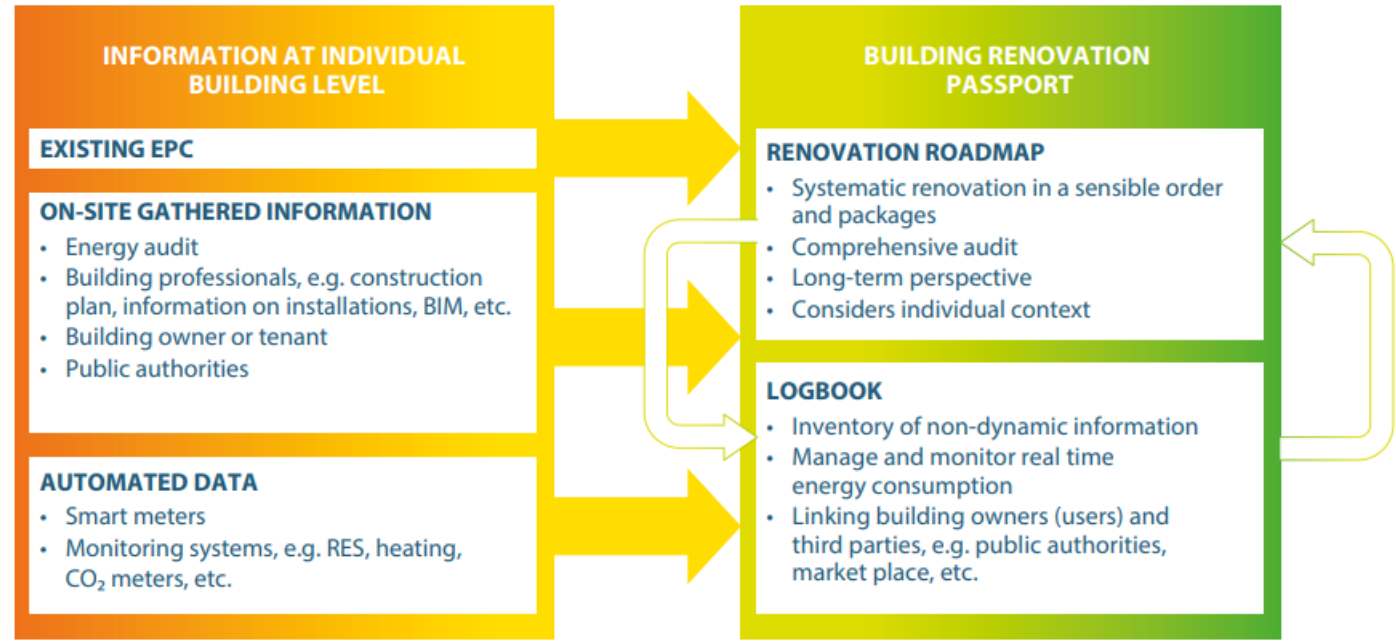 INFORMATION AT INDIVIDUAL
BUILDING LEVEL
EXISTING EPC
ON-SITE GATHERED INFORMATION
• Energy audit
• Building professionals, e.g. construction
plan, information on installations, BIM, etc.
• Building owner or tenant
• Public authorities
AUTOMATED DATA
• Smart meters
• Monitoring systems, e.g. RES, heating,
CO₂ meters, etc.
BUILDING RENOVATION
PASSPORT
RENOVATION ROADMAP
• Systematic renovation in a sensible order
and packages
• Comprehensive audit
• Long-term perspective
• Considers individual context
LOGBOOK
• Inventory of non-dynamic information
• Manage and monitor real time
energy consumption
• Linking building owners (users) and
third parties, e.g. public authorities,
market place, etc.